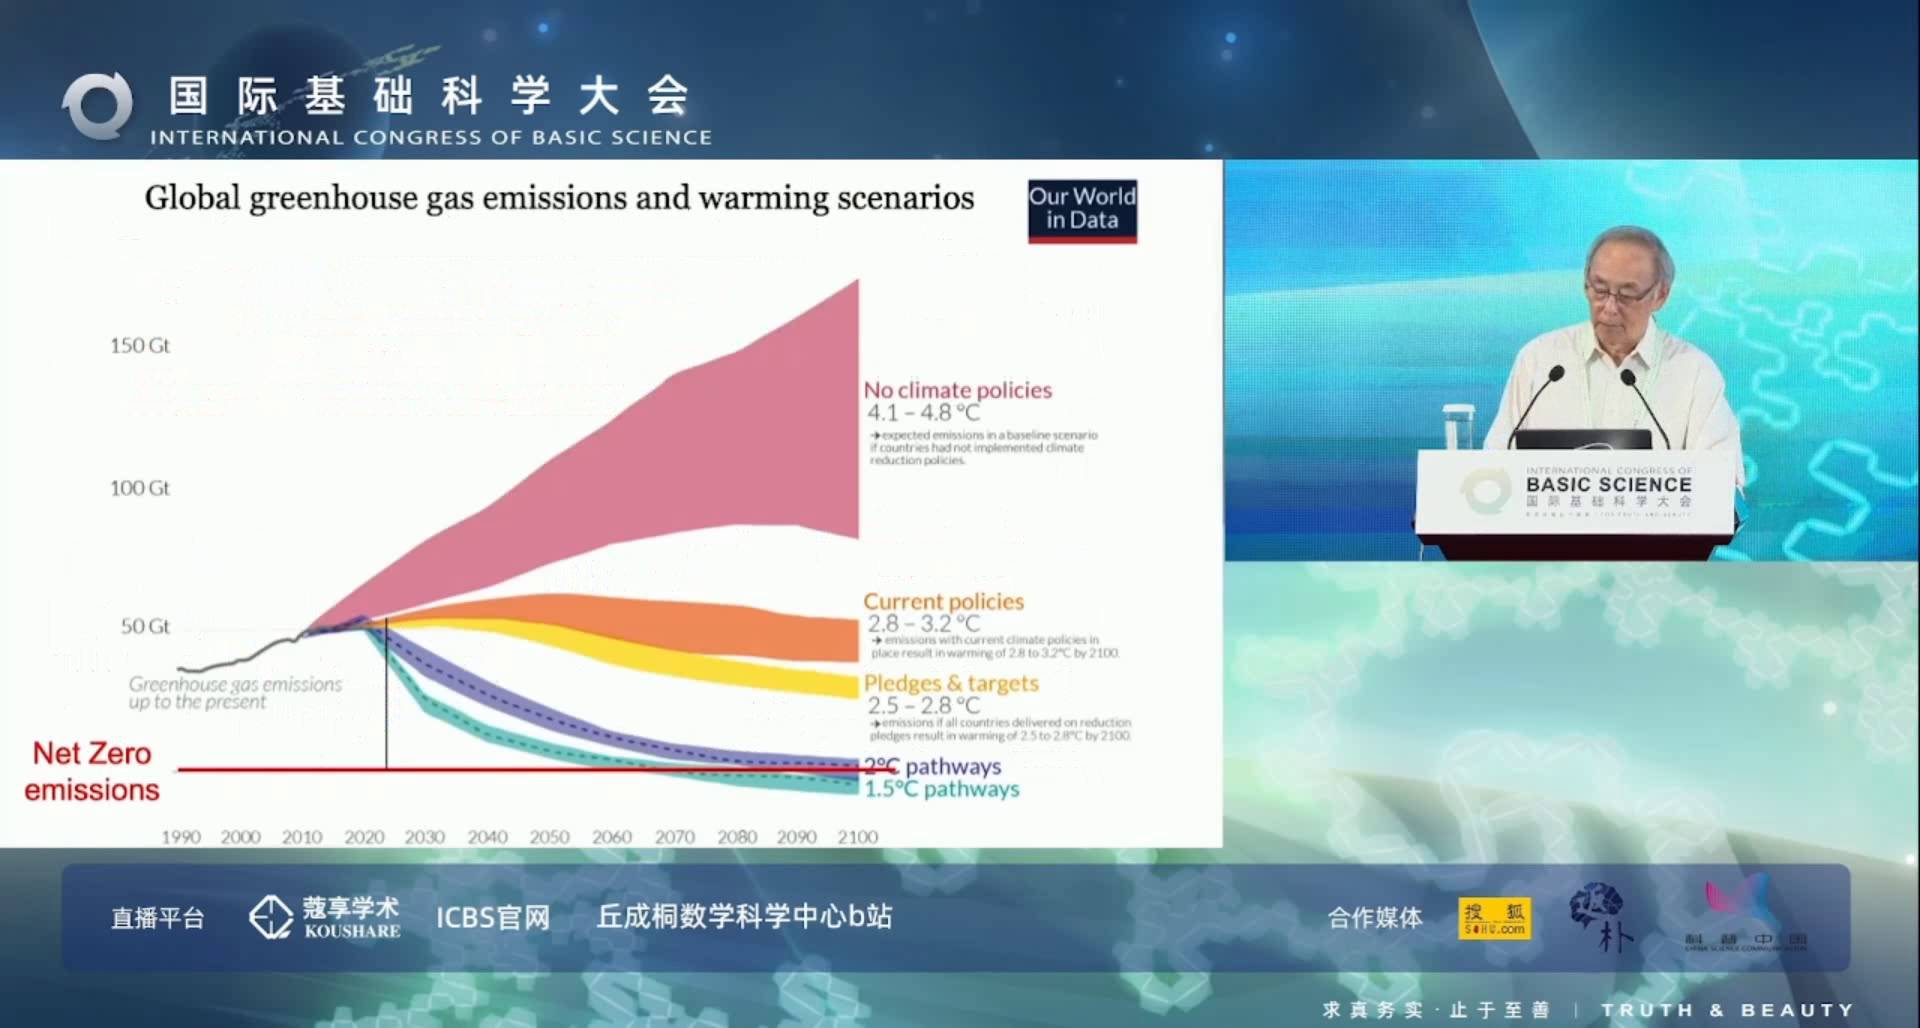 国际基础科学大会
INTERNATIONAL CONGRESS OF BASIC SCIENCE
Global greenhouse gas emissions and warming scenarios
Our World
in Data
150 Gt
100 Gt
50 Gt
No climate policies
4.1 – 4.8 °C
→ expected emissions in a baseline scenario
if countries had not implemented climate
reduction policies.
Current policies
2.8 – 3.2 °C
→ emissions with current climate policies in
place result in warming of 2.8 to 3.2°C by 2100.
Pledges & targets
2.5 – 2.8 °C
→ emissions if all countries delivered on reduction
pledges result in warming of 2.5 to 2.8°C by 2100.
2°C pathways
1.5°C pathways
Greenhouse gas emissions
up to the present
Net Zero
emissions
1990 2000 2010 2020 2030 2040 2050 2060 2070 2080 2090 2100
INTERNATIONAL CONGRESS OF
BASIC SCIENCE
国际基础科学大会
直播平台
蔻享学术
KOUSHARE
ICBS官网
丘成桐数学科学中心b站
合作媒体
搜狐
SOHU.com
返朴
科普中国
CHINA SCIENCE COMMUNICATION
求真务实·止于至善 | TRUTH & BEAUTY